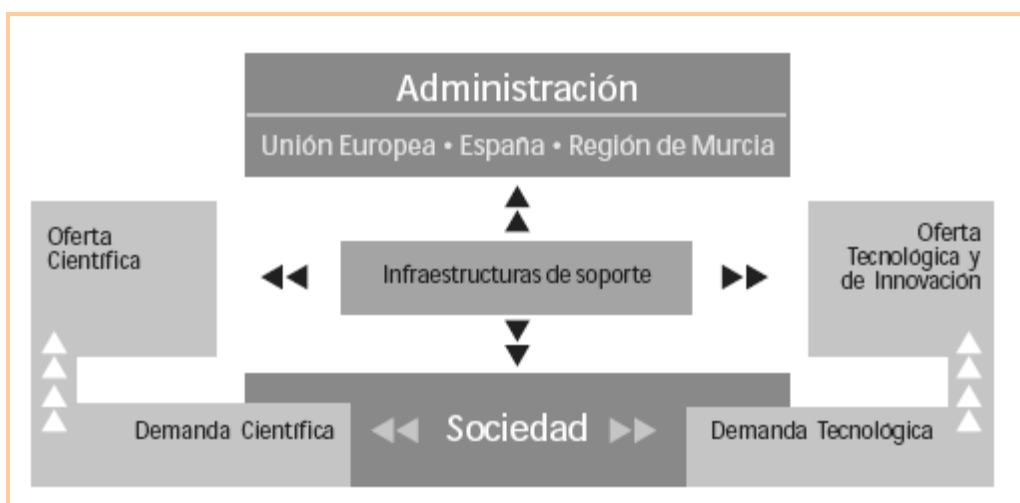 Administración
Unión Europea • España • Región de Murcia
Oferta
Científica
Infraestructuras de soporte
Oferta
Tecnológica y
de Innovación
Demanda Científica
Sociedad
Demanda Tecnológica